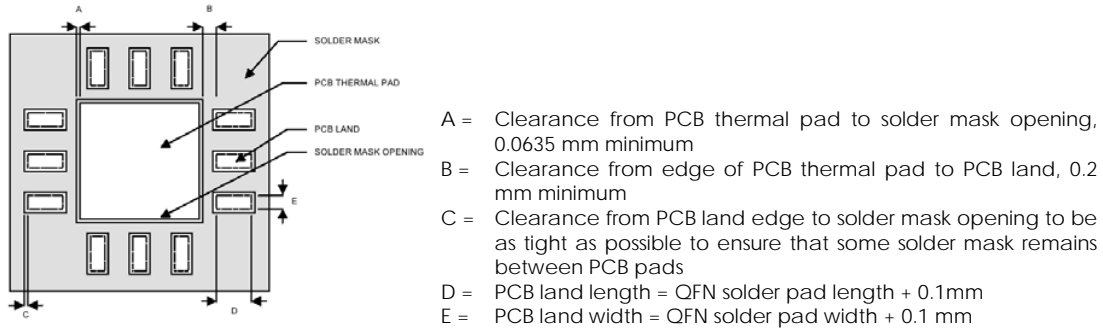 A
B
SOLDER MASK
PCB THERMAL PAD
PCB LAND
SOLDER MASK OPENING
E
C
D
A = Clearance from PCB thermal pad to solder mask opening,
0.0635 mm minimum
B = Clearance from edge of PCB thermal pad to PCB land, 0.2
mm minimum
C = Clearance from PCB land edge to solder mask opening to be
as tight as possible to ensure that some solder mask remains
between PCB pads
D = PCB land length = QFN solder pad length + 0.1mm
E = PCB land width = QFN solder pad width + 0.1 mm